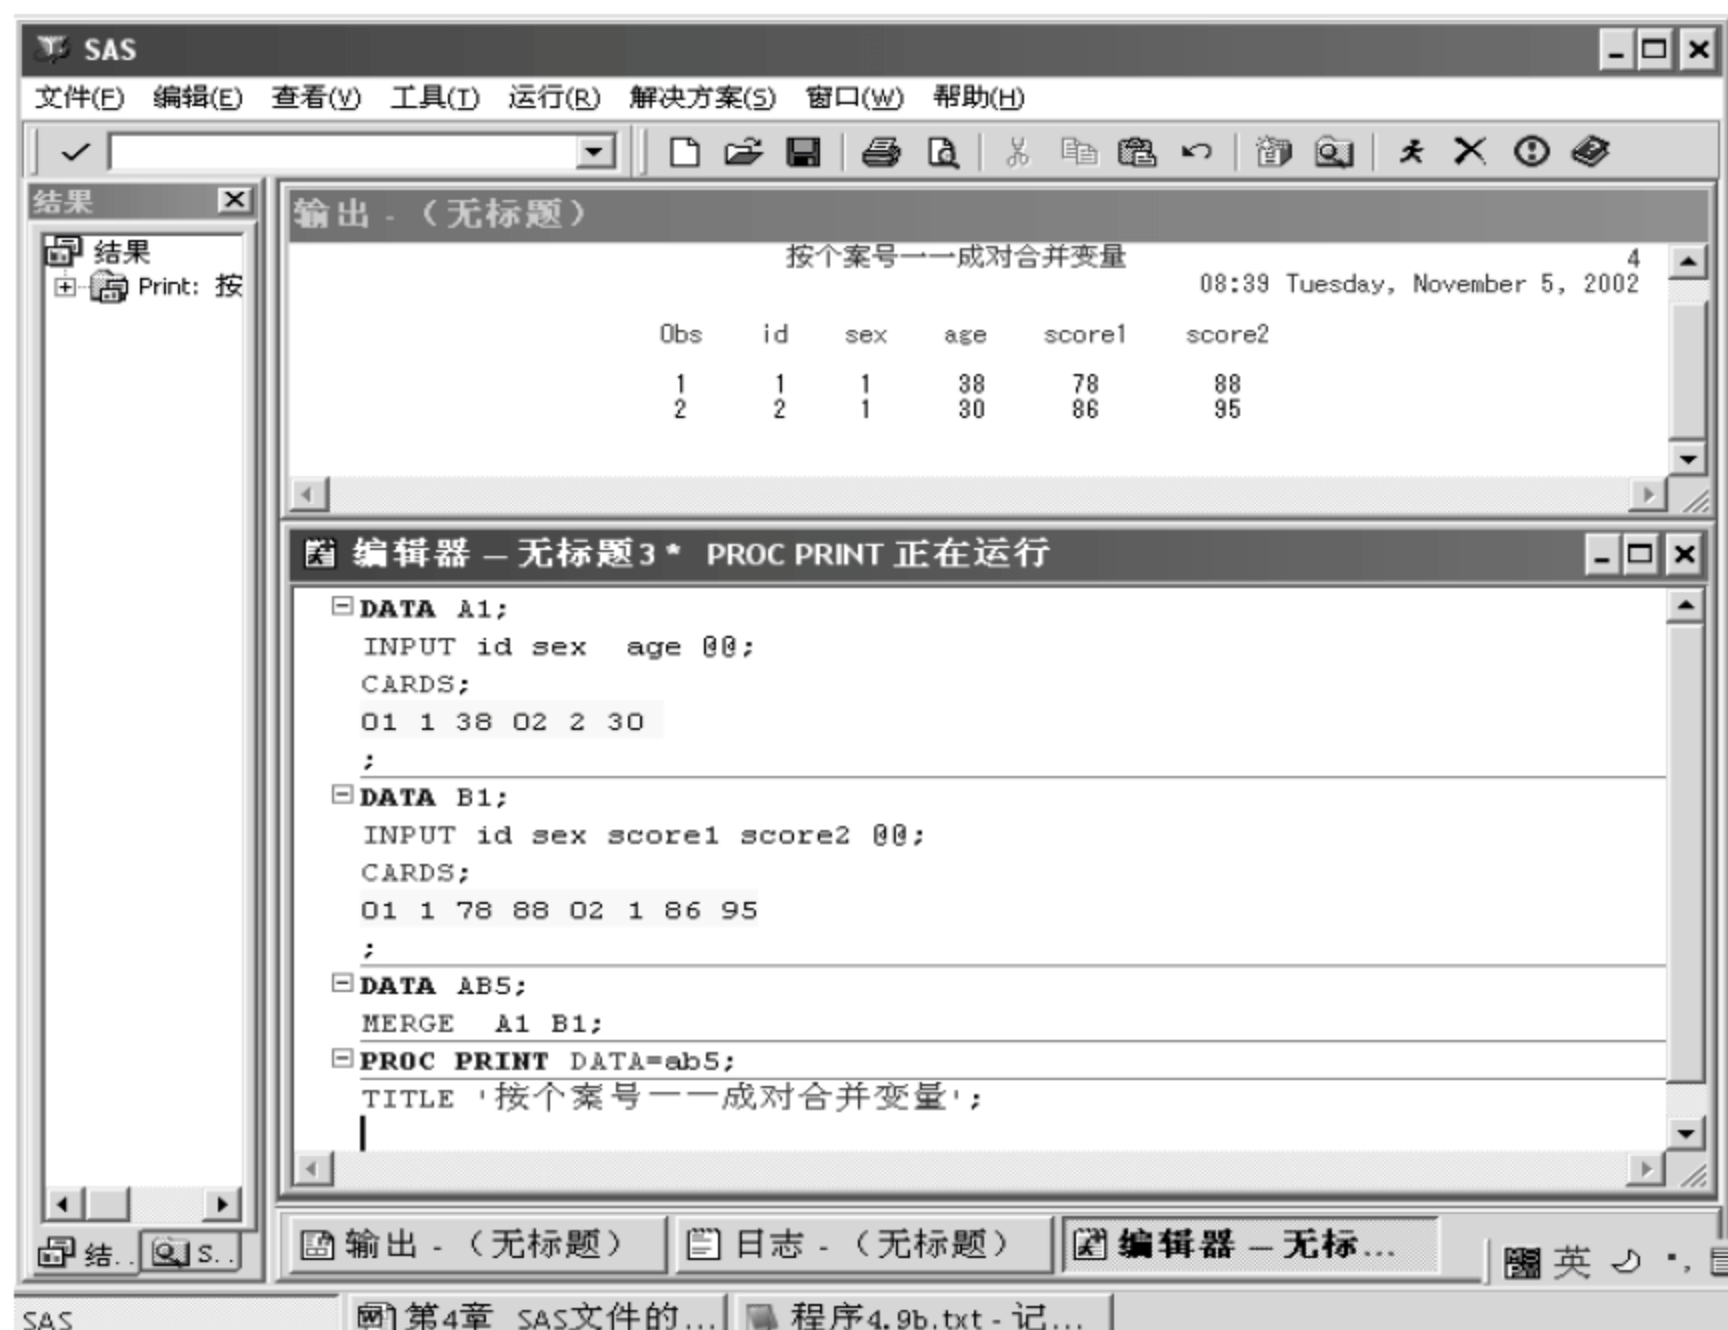 SAS
文件(F) 编辑(E) 查看(V) 工具(T) 运行(R) 解决方案(S) 窗口(W) 帮助(H)
结果
结果
Print: 按
输出 - （无标题）
按个案号一一成对合并变量 4
08:39 Tuesday, November 5, 2002
Obs id sex age score1 score2
1 1 1 38 78 88
2 2 1 30 86 95
编辑器 – 无标题3 * PROC PRINT 正在运行
DATA A1;
INPUT id sex age @@;
CARDS;
01 1 38 02 2 30
;
DATA B1;
INPUT id sex score1 score2 @@;
CARDS;
01 1 78 88 02 1 86 95
;
DATA AB5;
MERGE A1 B1;
PROC PRINT DATA=ab5;
TITLE '按个案号一一成对合并变量';
结.. S..
输出 - （无标题） 日志 - （无标题） 编辑器 – 无标...
英
SAS 第4章 SAS文件的... 程序4.9b.txt - 记...